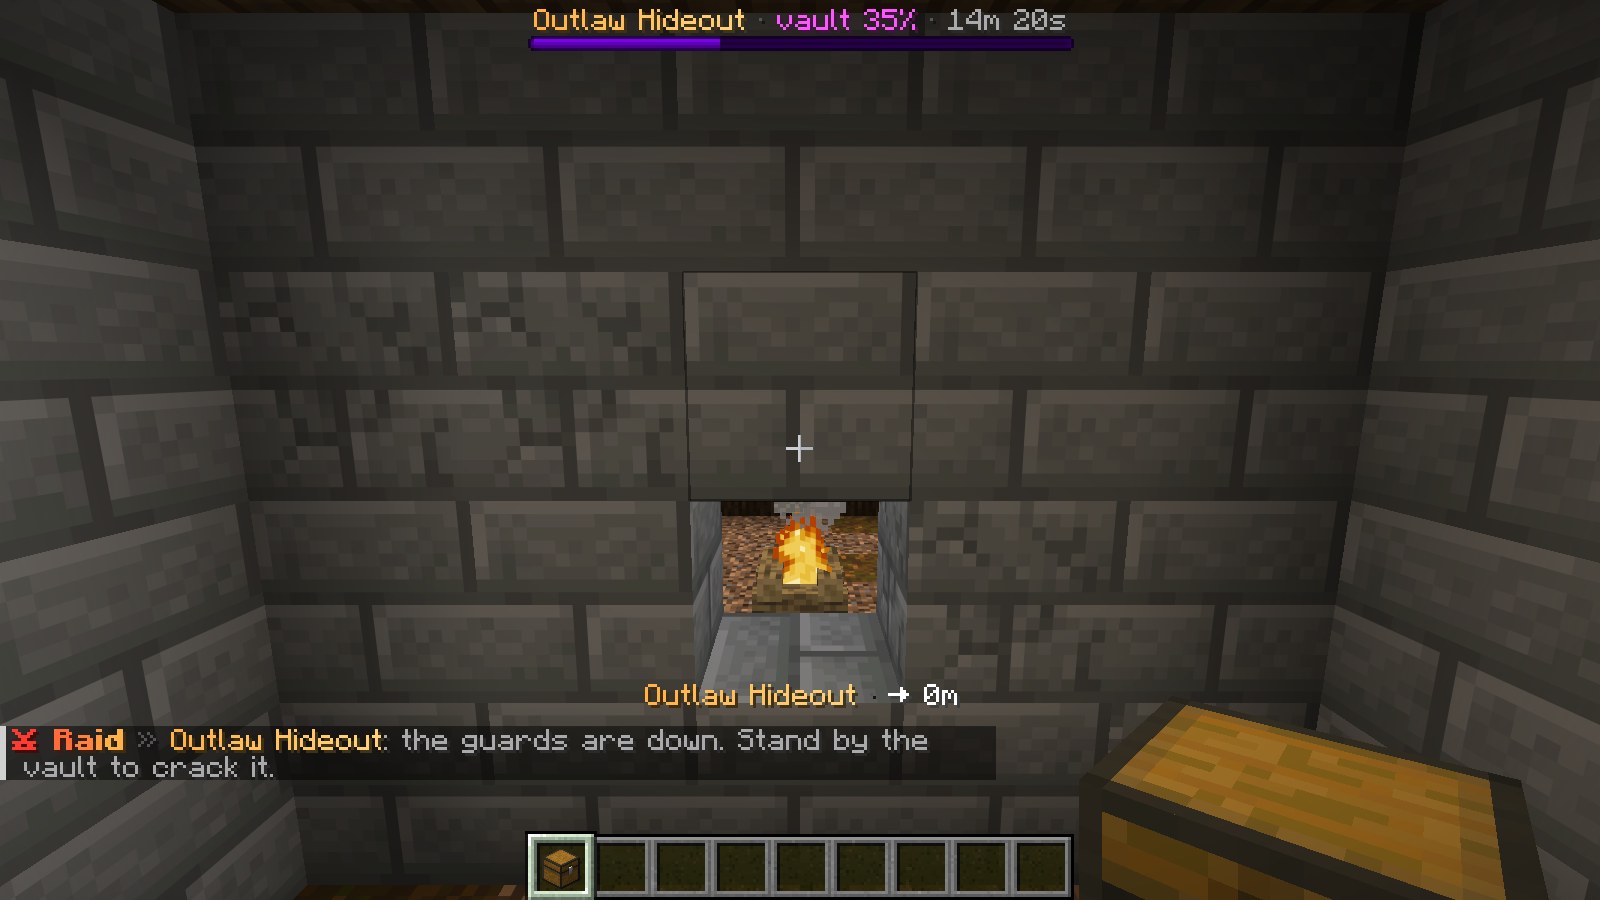 Outlaw Hideout · vault 35% · 14m 20s
Outlaw Hideout · → 0m
Raid » Outlaw Hideout: the guards are down. Stand by the
vault to crack it.